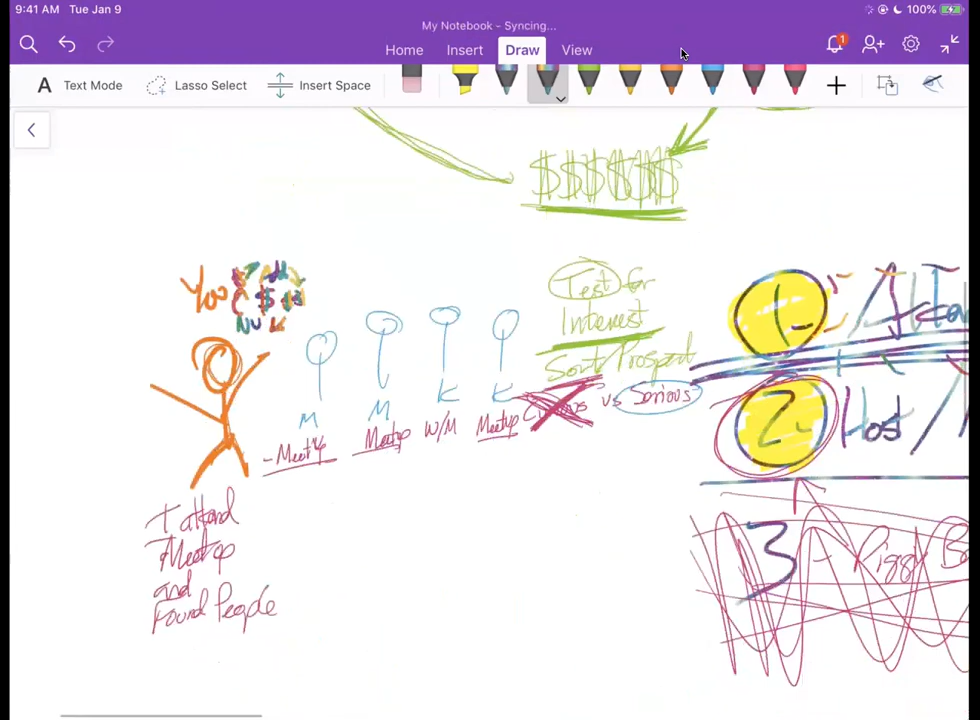 9:41 AM Tue Jan 9
100%
My Notebook - Syncing...
Home Insert Draw View
1
A Text Mode Lasso Select Insert Space
$$$$$$
You
$
Test for
Interest
Sort Prospect
vs Serious
M M K K
-Meetup Meetup W/M Meetup
I attend
Meetup
and
Found People
1.
2. Host /
3